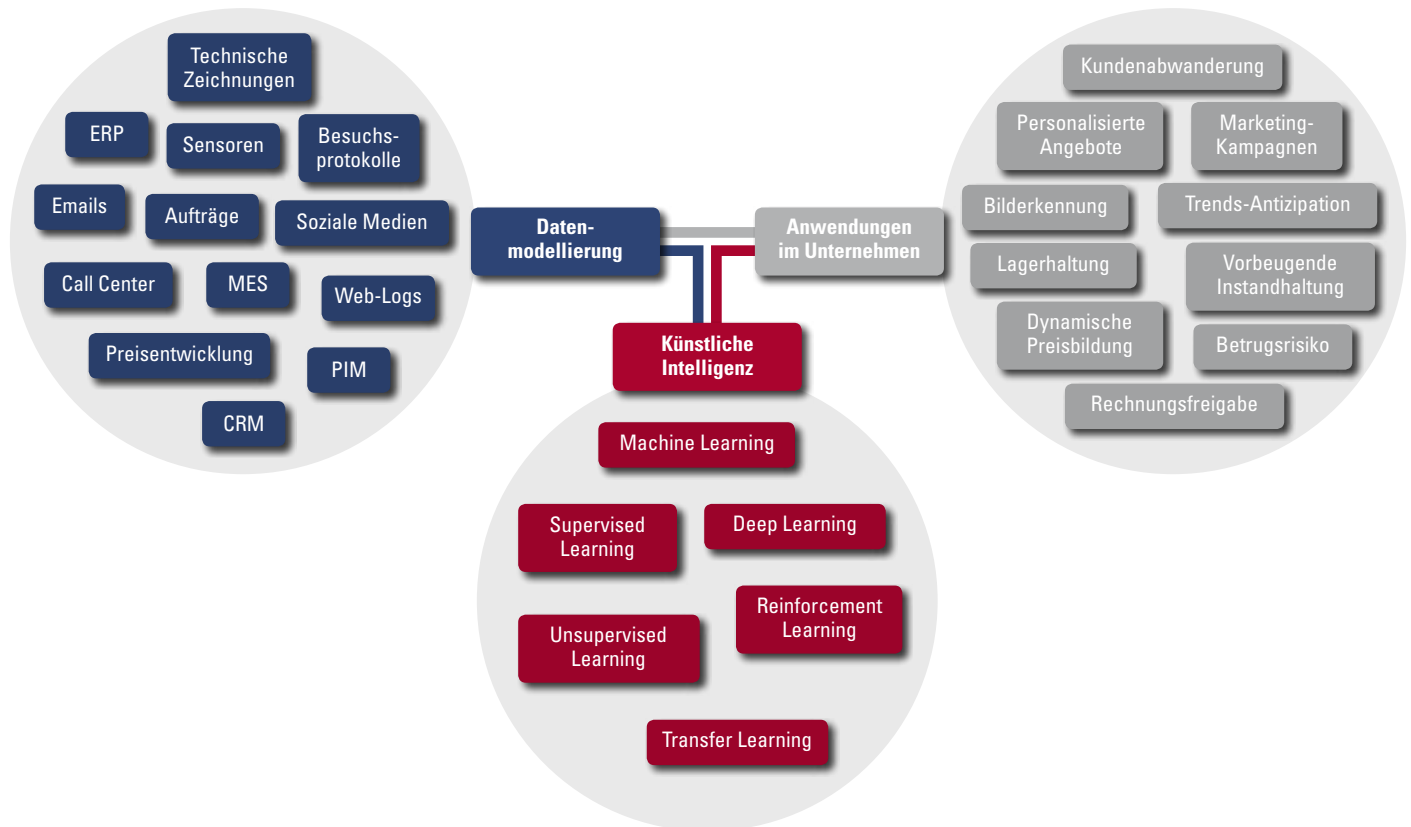 Technische
Zeichnungen
ERP
Sensoren
Besuchs-
protokolle
Emails
Aufträge
Soziale Medien
Call Center
MES
Web-Logs
Preisentwicklung
PIM
CRM
Daten-
modellierung
Anwendungen
im Unternehmen
Künstliche
Intelligenz
Machine Learning
Supervised
Learning
Deep Learning
Unsupervised
Learning
Reinforcement
Learning
Transfer Learning
Kundenabwanderung
Personalisierte
Angebote
Marketing-
Kampagnen
Bilderkennung
Trends-Antizipation
Lagerhaltung
Vorbeugende
Instandhaltung
Dynamische
Preisbildung
Betrugsrisiko
Rechnungsfreigabe